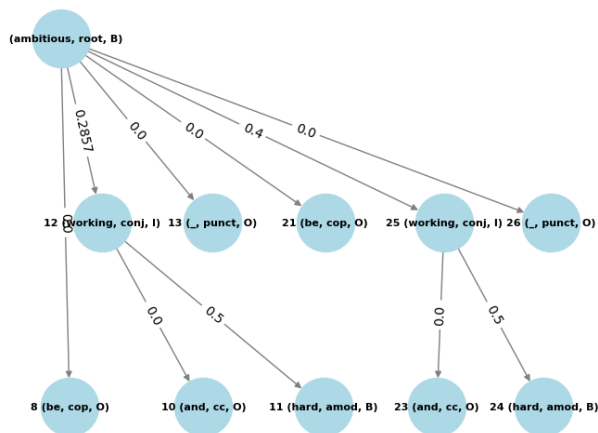 (ambitious, root, B)
0.2857
0.0
0.0
0.4
0.0
0.0
12 (working, conj, I)
13 (_, punct, O)
21 (be, cop, O)
25 (working, conj, I)
26 (_, punct, O)
0.0
0.5
0.0
0.5
8 (be, cop, O)
10 (and, cc, O)
11 (hard, amod, B)
23 (and, cc, O)
24 (hard, amod, B)